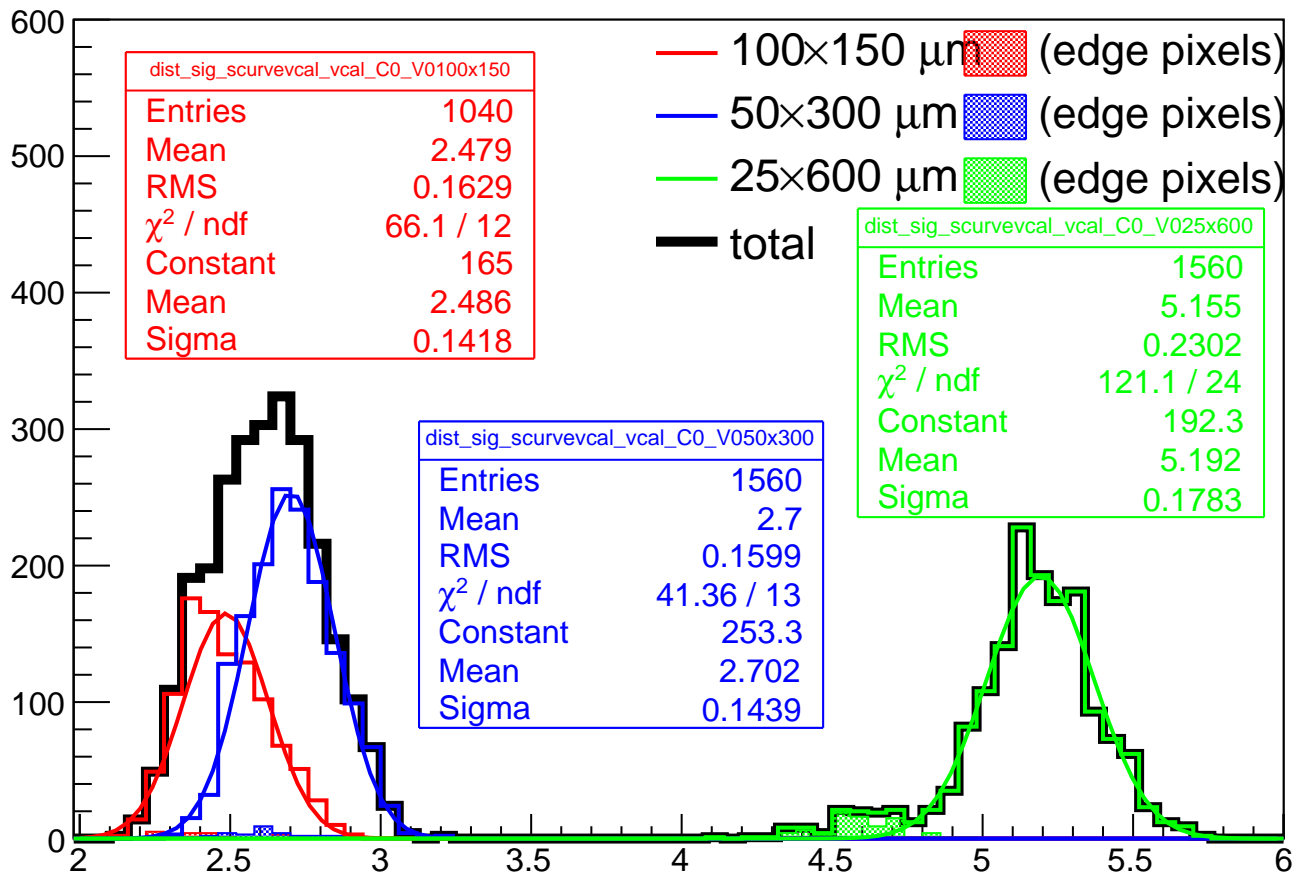 600
500
400
300
200
100
0
100×150 μm (edge pixels)
50×300 μm (edge pixels)
25×600 μm (edge pixels)
total
dist_sig_scurvevcal_vcal_C0_V0100x150
Entries 1040
Mean 2.479
RMS 0.1629
χ² / ndf 66.1 / 12
Constant 165
Mean 2.486
Sigma 0.1418
dist_sig_scurvevcal_vcal_C0_V050x300
Entries 1560
Mean 2.7
RMS 0.1599
χ² / ndf 41.36 / 13
Constant 253.3
Mean 2.702
Sigma 0.1439
dist_sig_scurvevcal_vcal_C0_V025x600
Entries 1560
Mean 5.155
RMS 0.2302
χ² / ndf 121.1 / 24
Constant 192.3
Mean 5.192
Sigma 0.1783
2 2.5 3 3.5 4 4.5 5 5.5 6